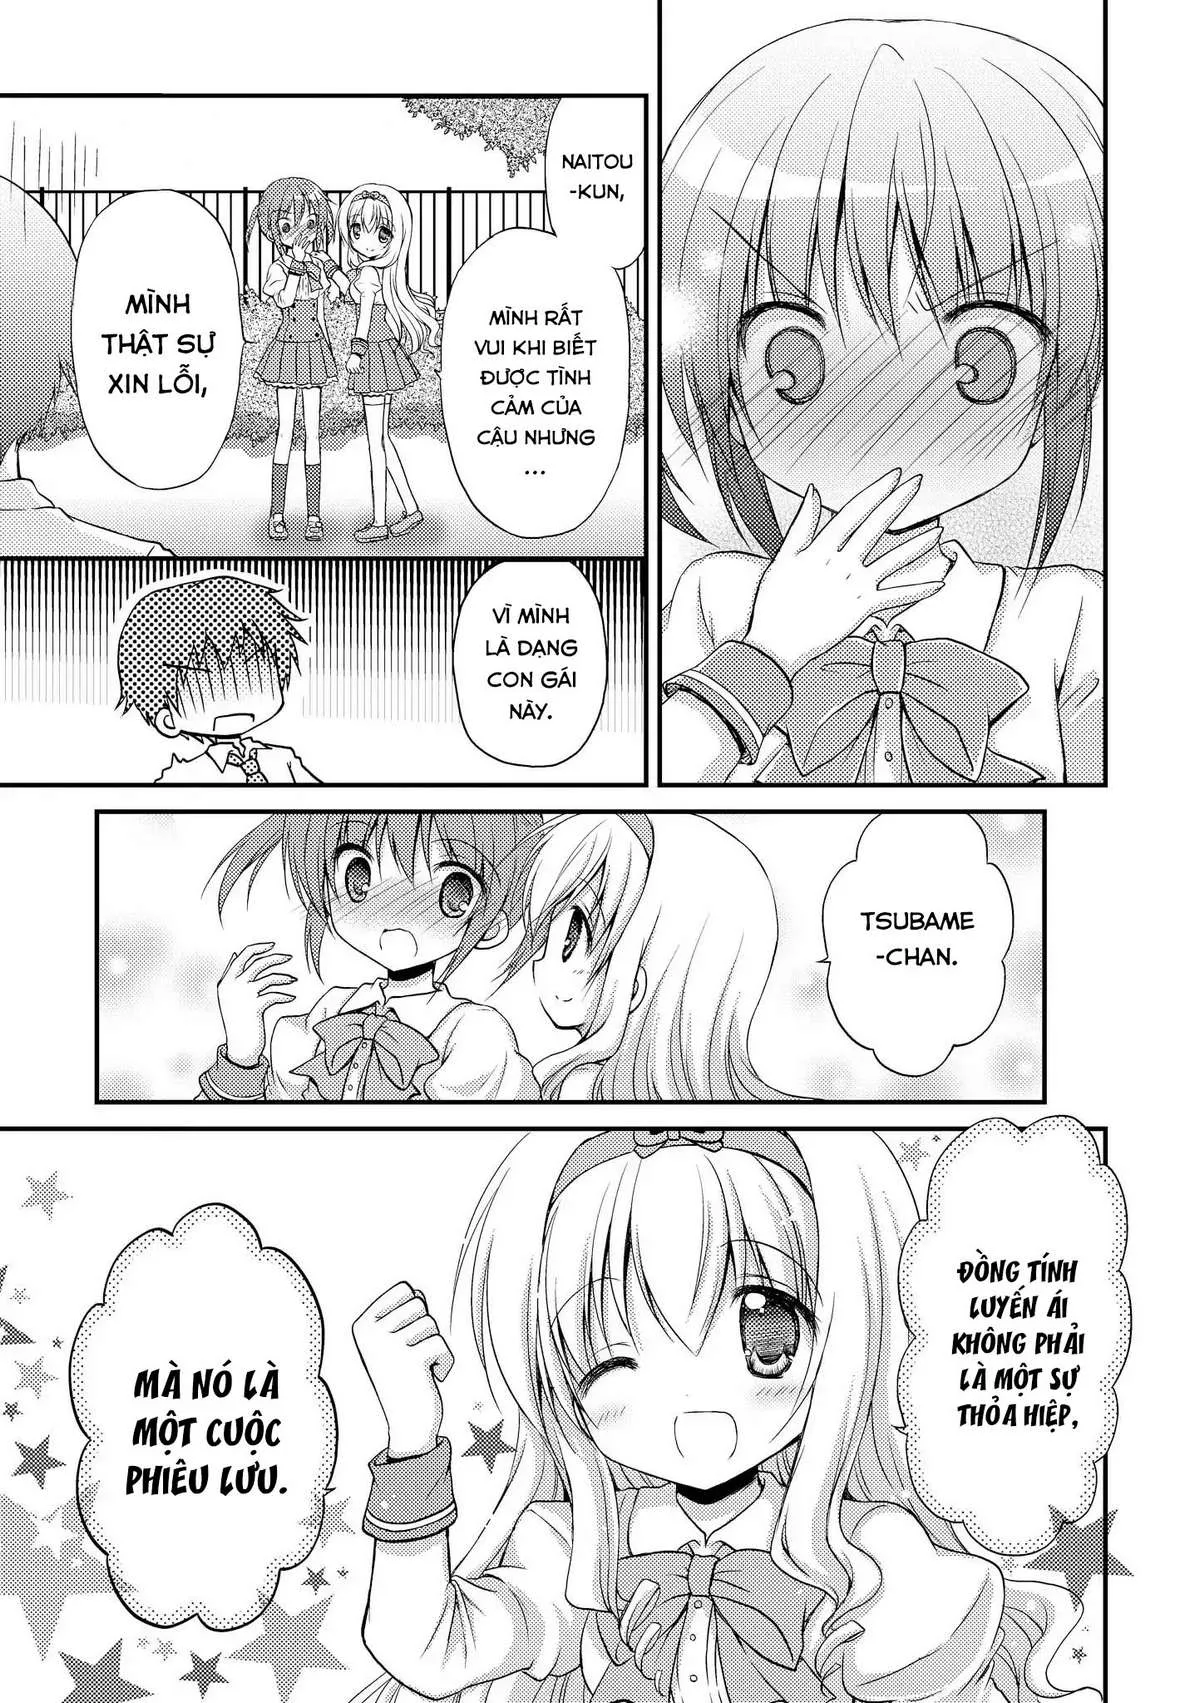 NAITOU
-KUN,
MÌNH RẤT
VUI KHI BIẾT
ĐƯỢC TÌNH
CẢM CỦA
CẬU NHƯNG
...
MÌNH
THẬT SỰ
XIN LỖI,
VÌ MÌNH
LÀ DẠNG
CON GÁI
NÀY.
TSUBAME
-CHAN.
ĐỒNG TÍNH
LUYẾN ÁI
KHÔNG PHẢI
LÀ MỘT SỰ
THỎA HIỆP,
MÀ NÓ LÀ
MỘT CUỘC
PHIÊU LƯU.